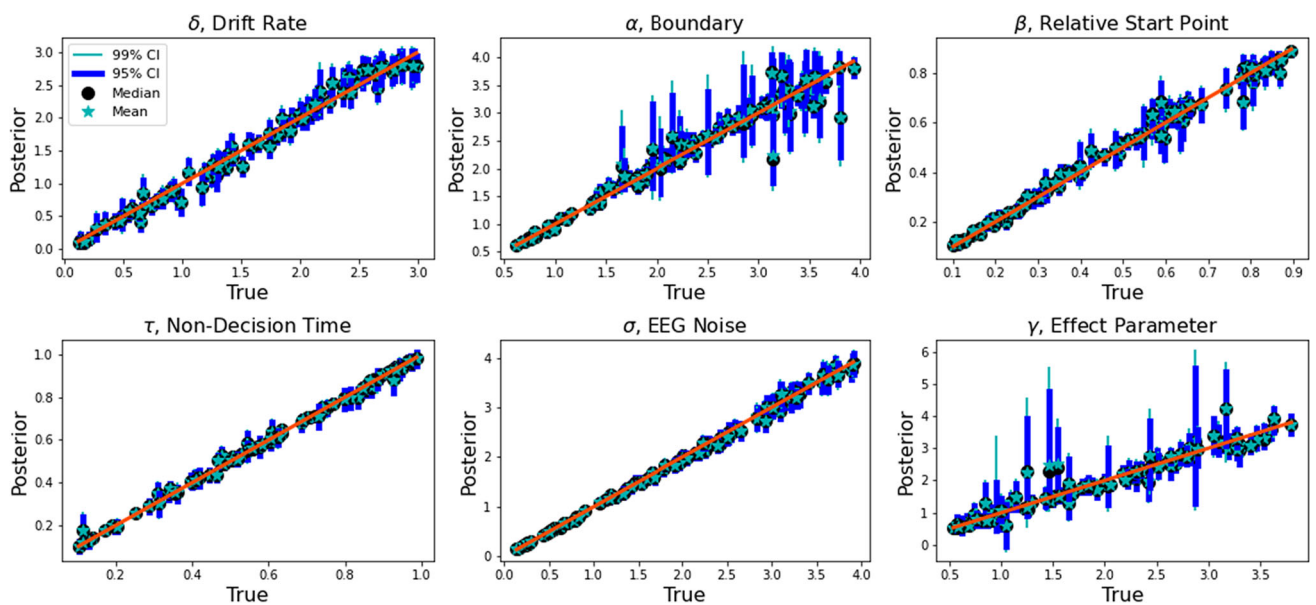 δ, Drift Rate
Posterior
3.0
2.5
2.0
1.5
1.0
0.5
0.0
99% CI
95% CI
Median
Mean
0.0 0.5 1.0 1.5 2.0 2.5 3.0
True
α, Boundary
Posterior
4.0
3.5
3.0
2.5
2.0
1.5
1.0
0.5
0.5 1.0 1.5 2.0 2.5 3.0 3.5 4.0
True
β, Relative Start Point
Posterior
0.8
0.6
0.4
0.2
0.1 0.2 0.3 0.4 0.5 0.6 0.7 0.8 0.9
True
τ, Non-Decision Time
Posterior
1.0
0.8
0.6
0.4
0.2
0.2 0.4 0.6 0.8 1.0
True
σ, EEG Noise
Posterior
4
3
2
1
0
0.0 0.5 1.0 1.5 2.0 2.5 3.0 3.5 4.0
True
γ, Effect Parameter
Posterior
6
5
4
3
2
1
0
0.5 1.0 1.5 2.0 2.5 3.0 3.5
True